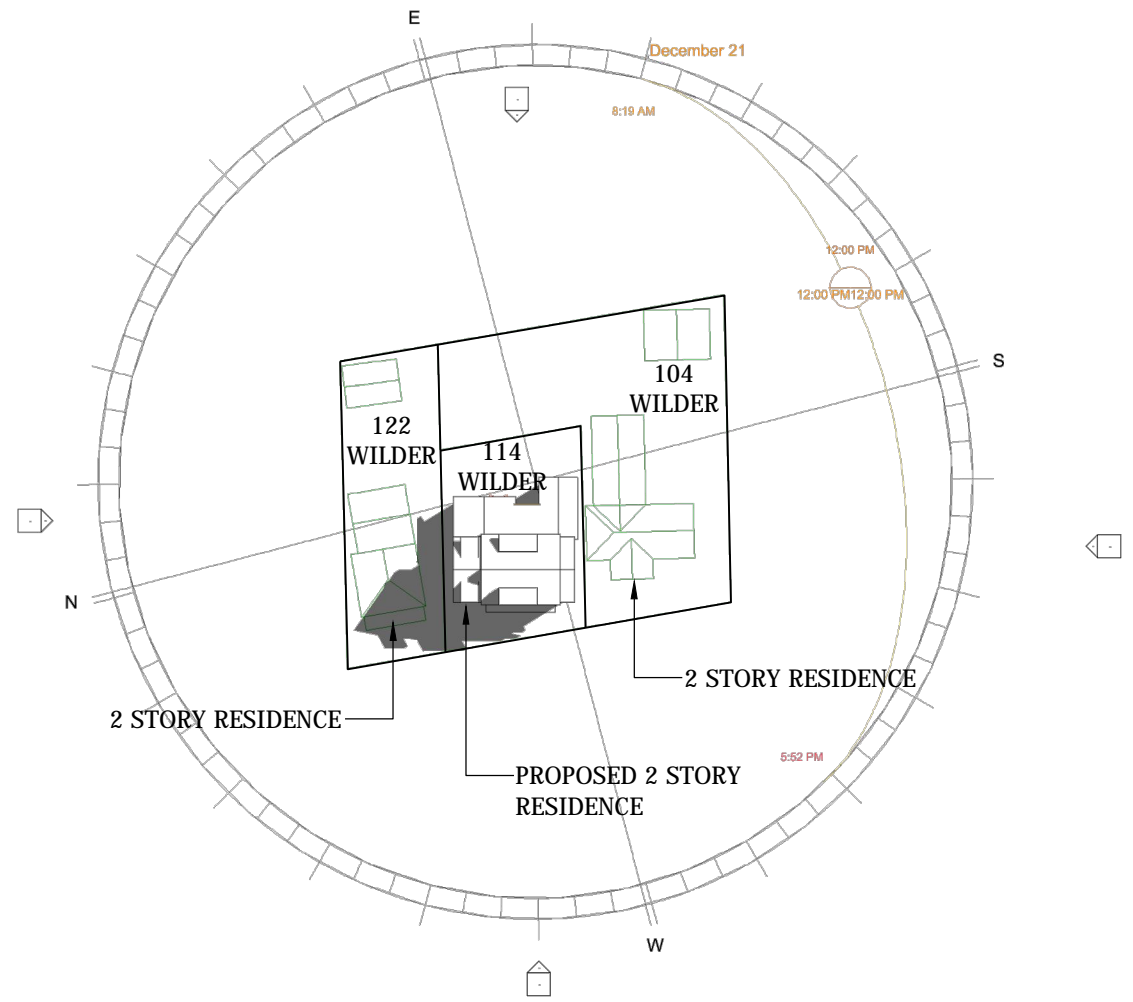 E
December 21
8:19 AM
12:00 PM
12:00 PM12:00 PM
S
104
WILDER
122
WILDER
114
WILDER
N
2 STORY RESIDENCE
2 STORY RESIDENCE
5:52 PM
PROPOSED 2 STORY
RESIDENCE
W